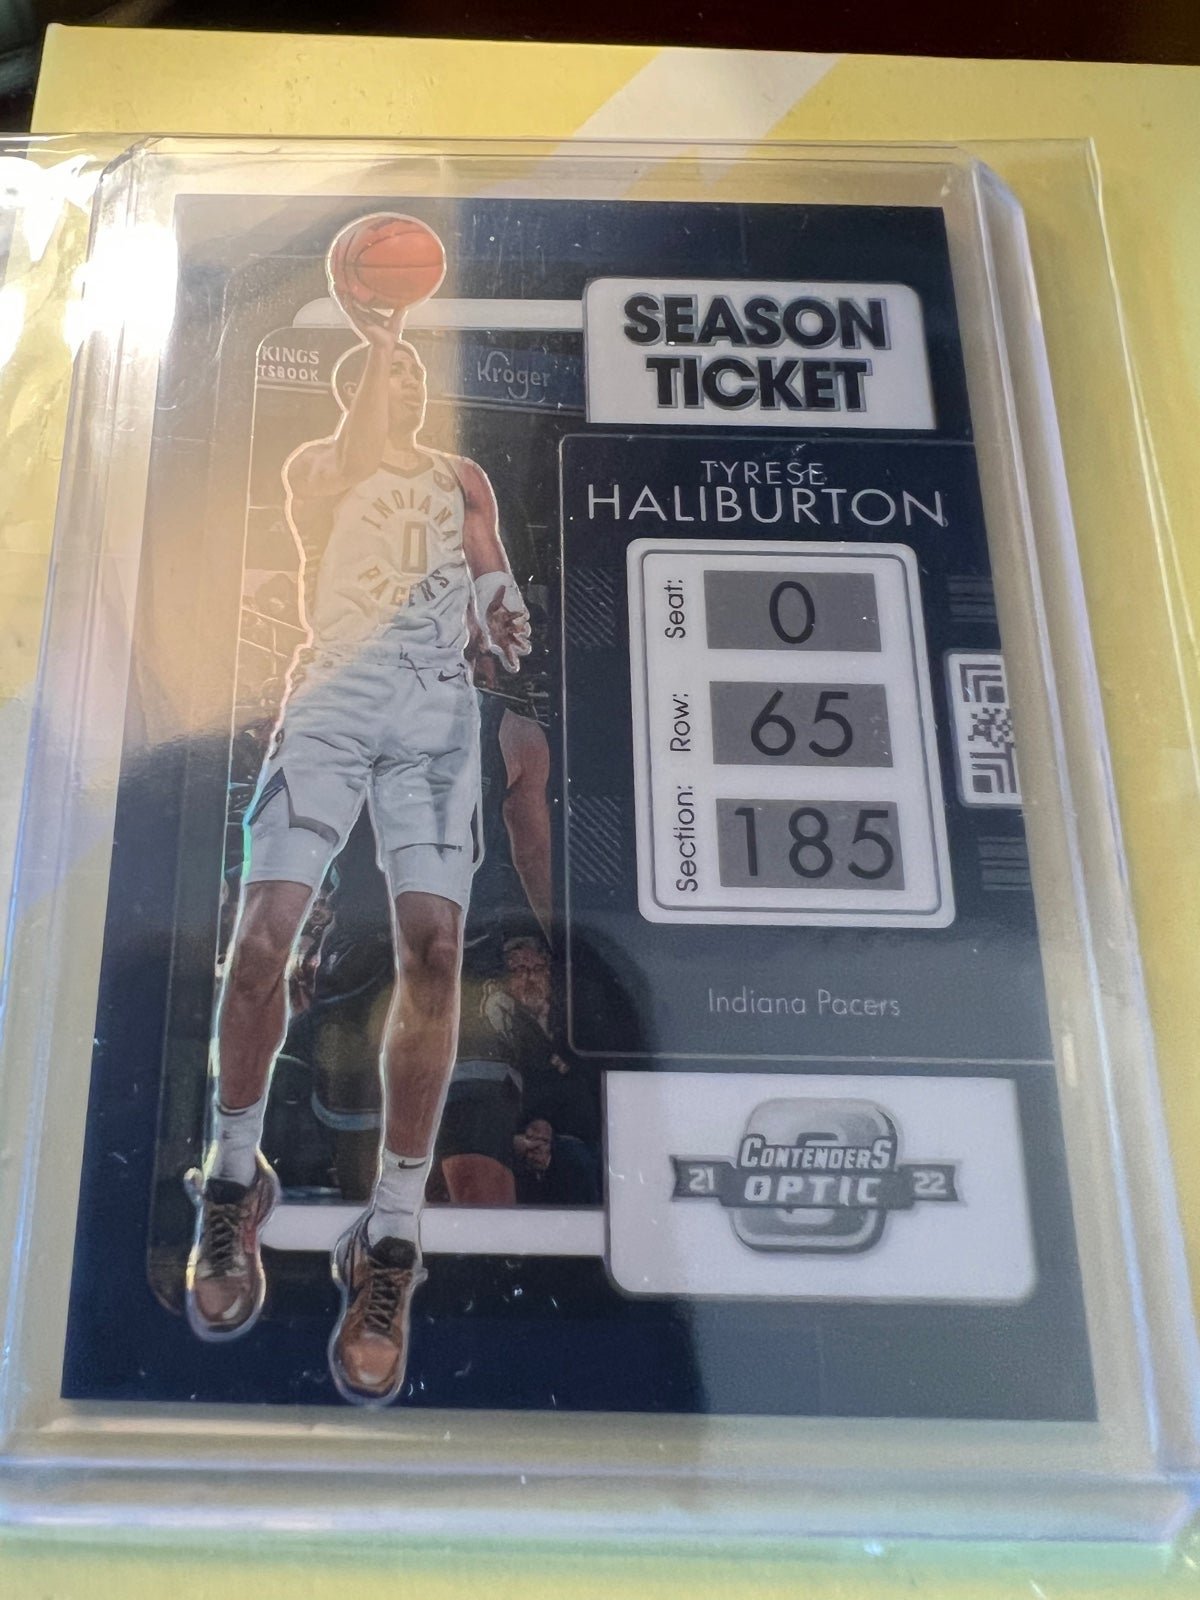 KINGS
TSBOOK
Kroger
SEASON
TICKET
TYRESE
HALIBURTON
INDIANA
0
PACERS
Seat:
0
Row:
65
Section:
185
Indiana Pacers
CONTENDERS
21 OPTIC 22